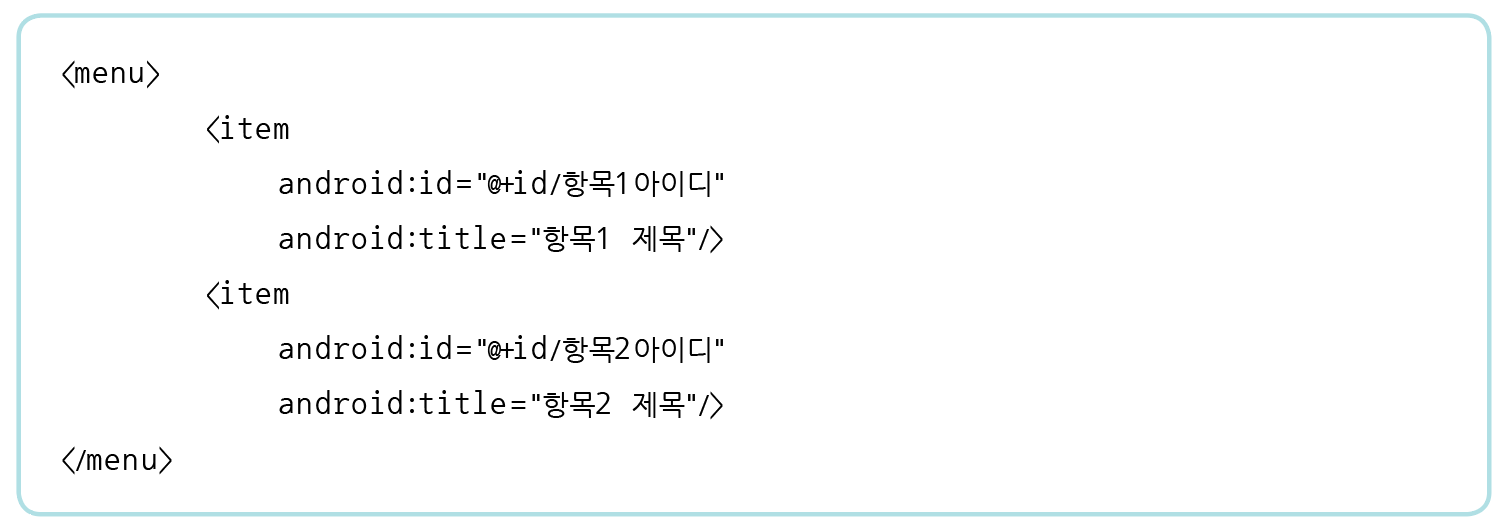 <menu>
<item
android:id="@+id/항목1아이디"
android:title="항목1 제목"/>
<item
android:id="@+id/항목2아이디"
android:title="항목2 제목"/>
</menu>